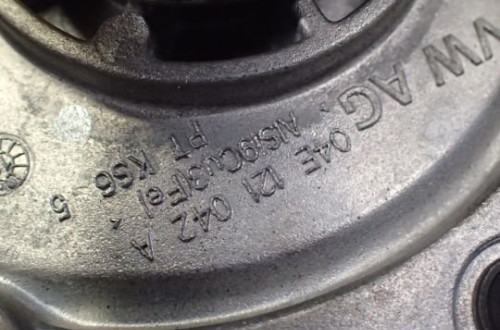 VW AG.
04E 121 042 A
AlSi9Cu3(Fe)
PT KS6 5